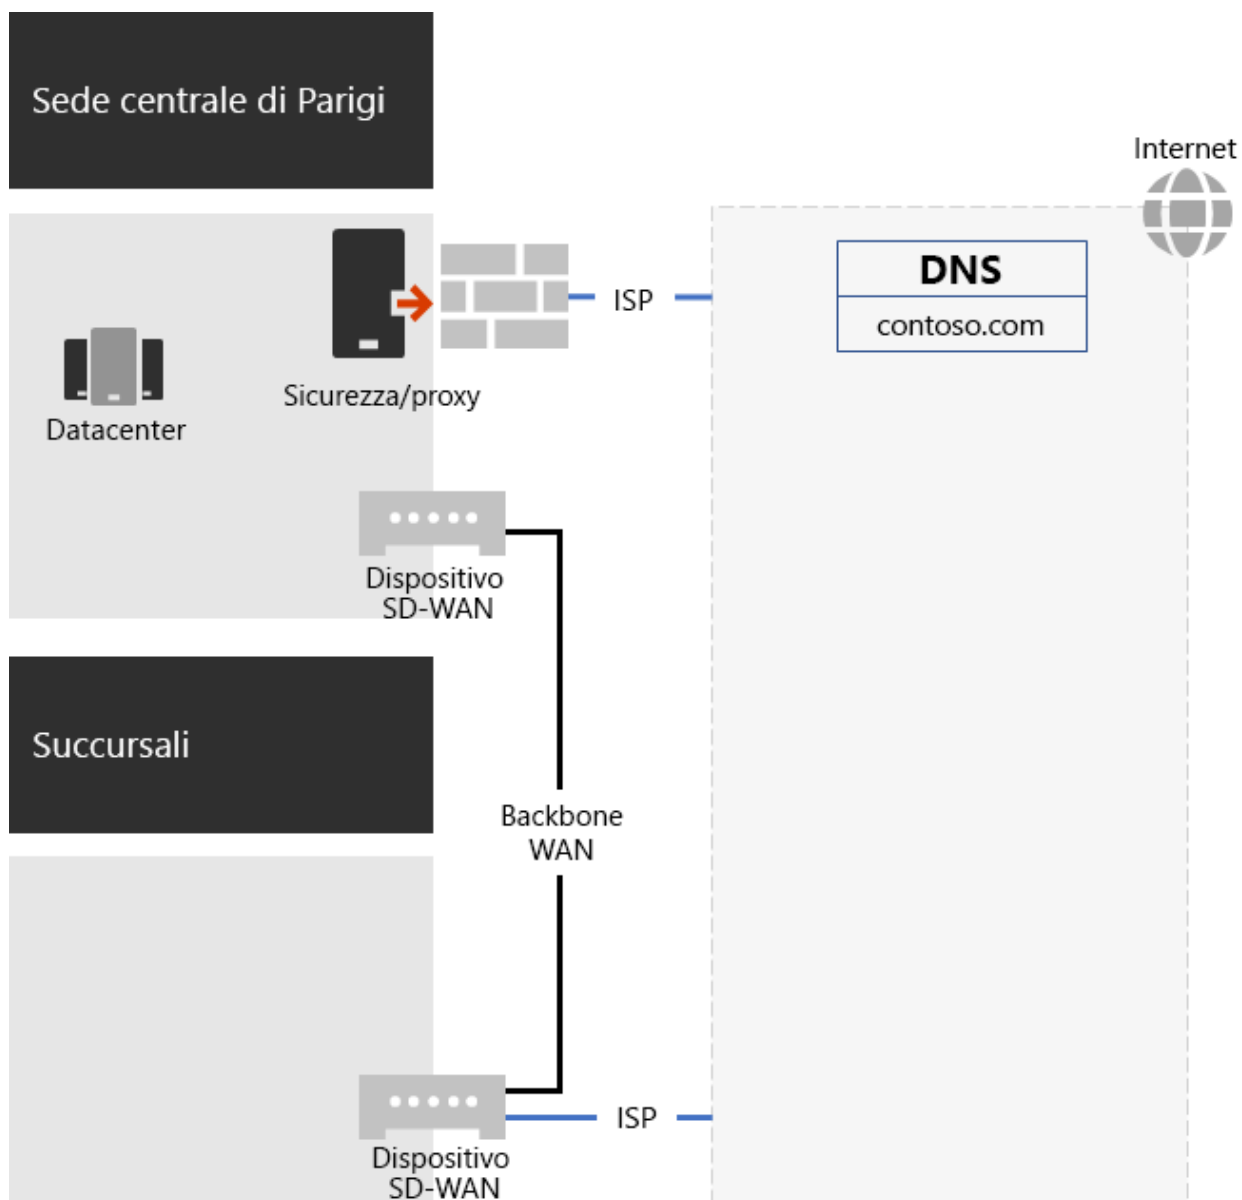 Sede centrale di Parigi
Internet
DNS
contoso.com
ISP
Sicurezza/proxy
Datacenter
Dispositivo
SD-WAN
Succursali
Backbone
WAN
ISP
Dispositivo
SD-WAN